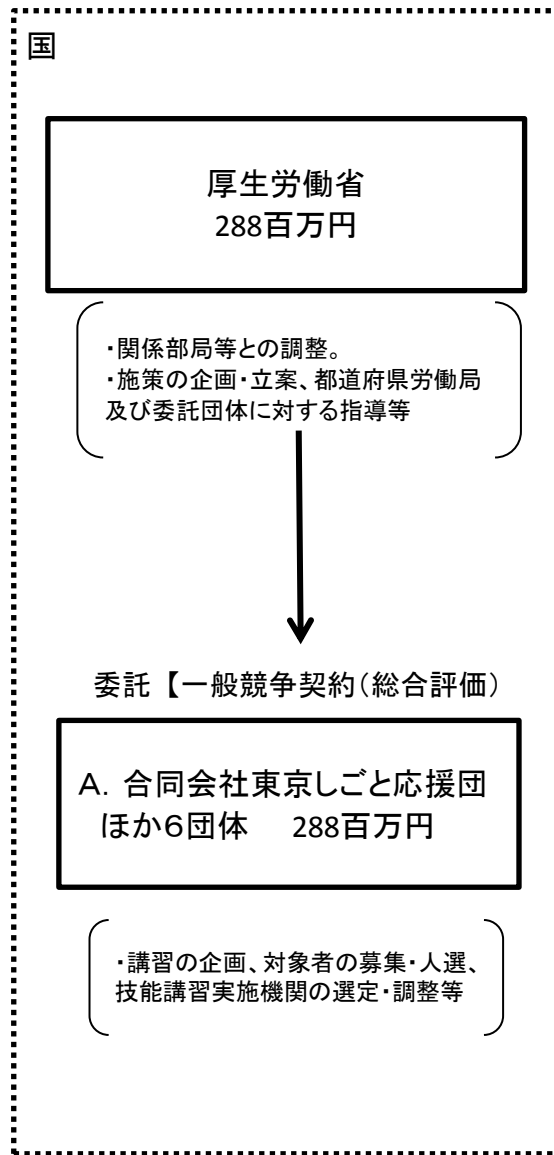 国
厚生労働省
288百万円
・関係部局等との調整。
・施策の企画・立案、都道府県労働局
及び委託団体に対する指導等
委託【一般競争契約(総合評価)
A. 合同会社東京しごと応援団
ほか6団体　288百万円
・講習の企画、対象者の募集・人選、
技能講習実施機関の選定・調整等